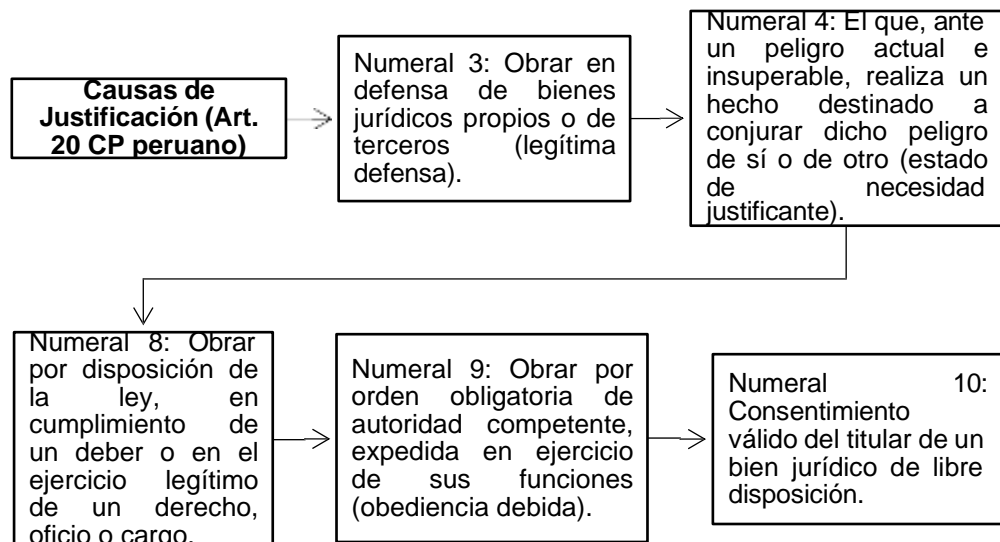 Causas de
Justificación (Art.
20 CP peruano)
Numeral 3: Obrar en
defensa de bienes
jurídicos propios o de
terceros (legítima
defensa).
Numeral 4: El que, ante
un peligro actual e
insuperable, realiza un
hecho destinado a
conjurar dicho peligro
de sí o de otro (estado
de necesidad
justificante).
Numeral 8: Obrar
por disposición de
la ley, en
cumplimiento de
un deber o en el
ejercicio legítimo
de un derecho,
oficio o cargo.
Numeral 9: Obrar por
orden obligatoria de
autoridad competente,
expedida en ejercicio
de sus funciones
(obediencia debida).
Numeral 10:
Consentimiento
válido del titular de un
bien jurídico de libre
disposición.